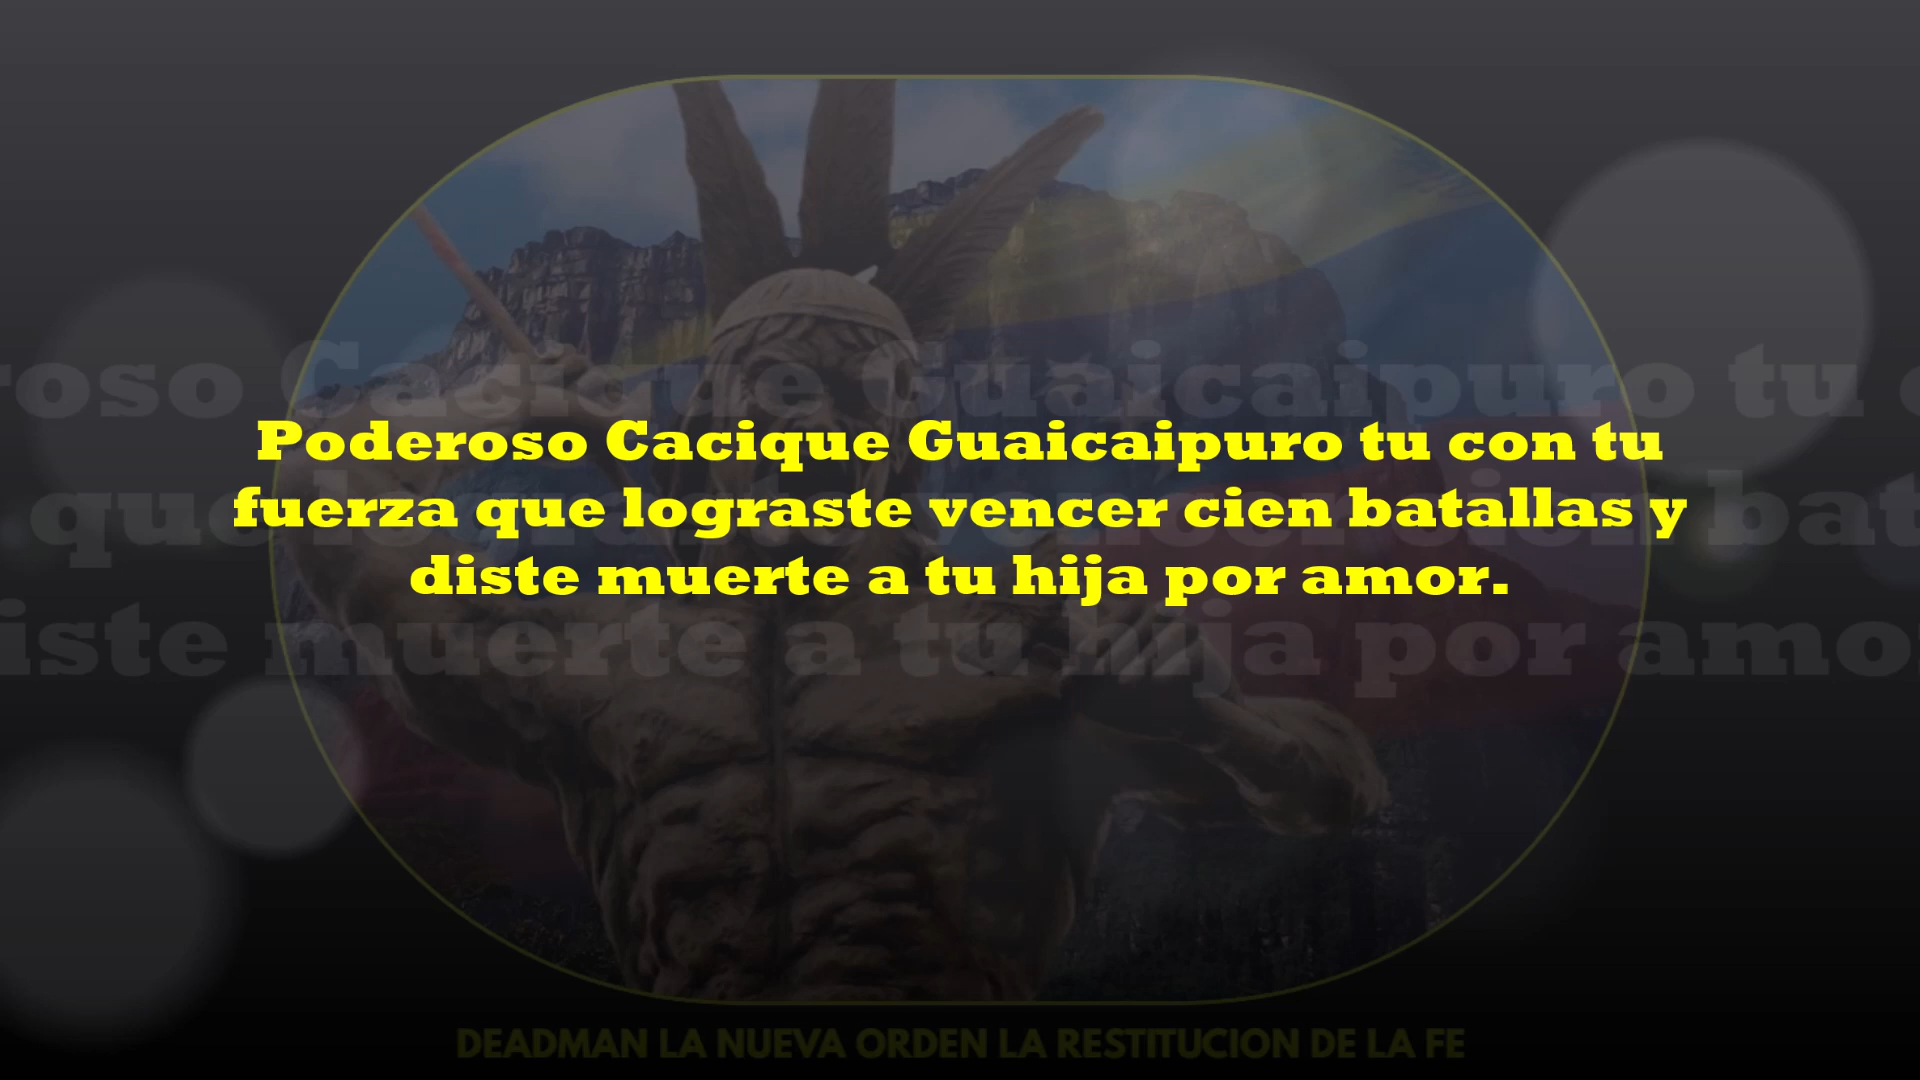 Poderoso Cacique Guaicaipuro tu con tu
fuerza que lograste vencer cien batallas y
diste muerte a tu hija por amor.
DEADMAN LA NUEVA ORDEN LA RESTITUCION DE LA FE